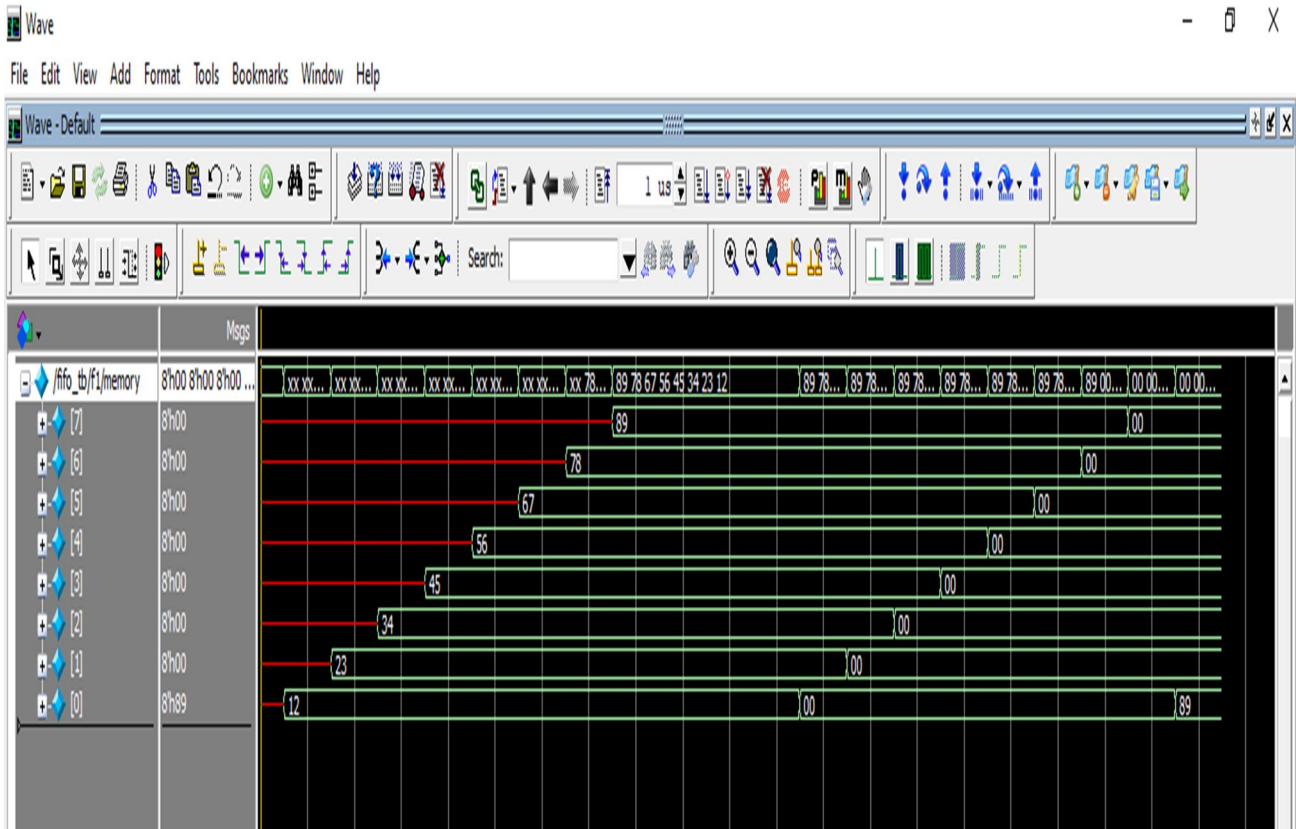 Wave
File Edit View Add Format Tools Bookmarks Window Help
Wave - Default
1 us
Search:
Msgs
/fifo_tb/f1/memory 8'h00 8'h00 8'h00 ... xx xx... xx xx... xx xx... xx xx... xx xx... xx xx... xx 78... 89 78 67 56 45 34 23 12 89 78... 89 78... 89 78... 89 78... 89 78... 89 78... 89 00... 00 00... 00 00...
[7] 8'h00 89 00
[6] 8'h00 78 00
[5] 8'h00 67 00
[4] 8'h00 56 00
[3] 8'h00 45 00
[2] 8'h00 34 00
[1] 8'h00 23 00
[0] 8'h89 12 00 89